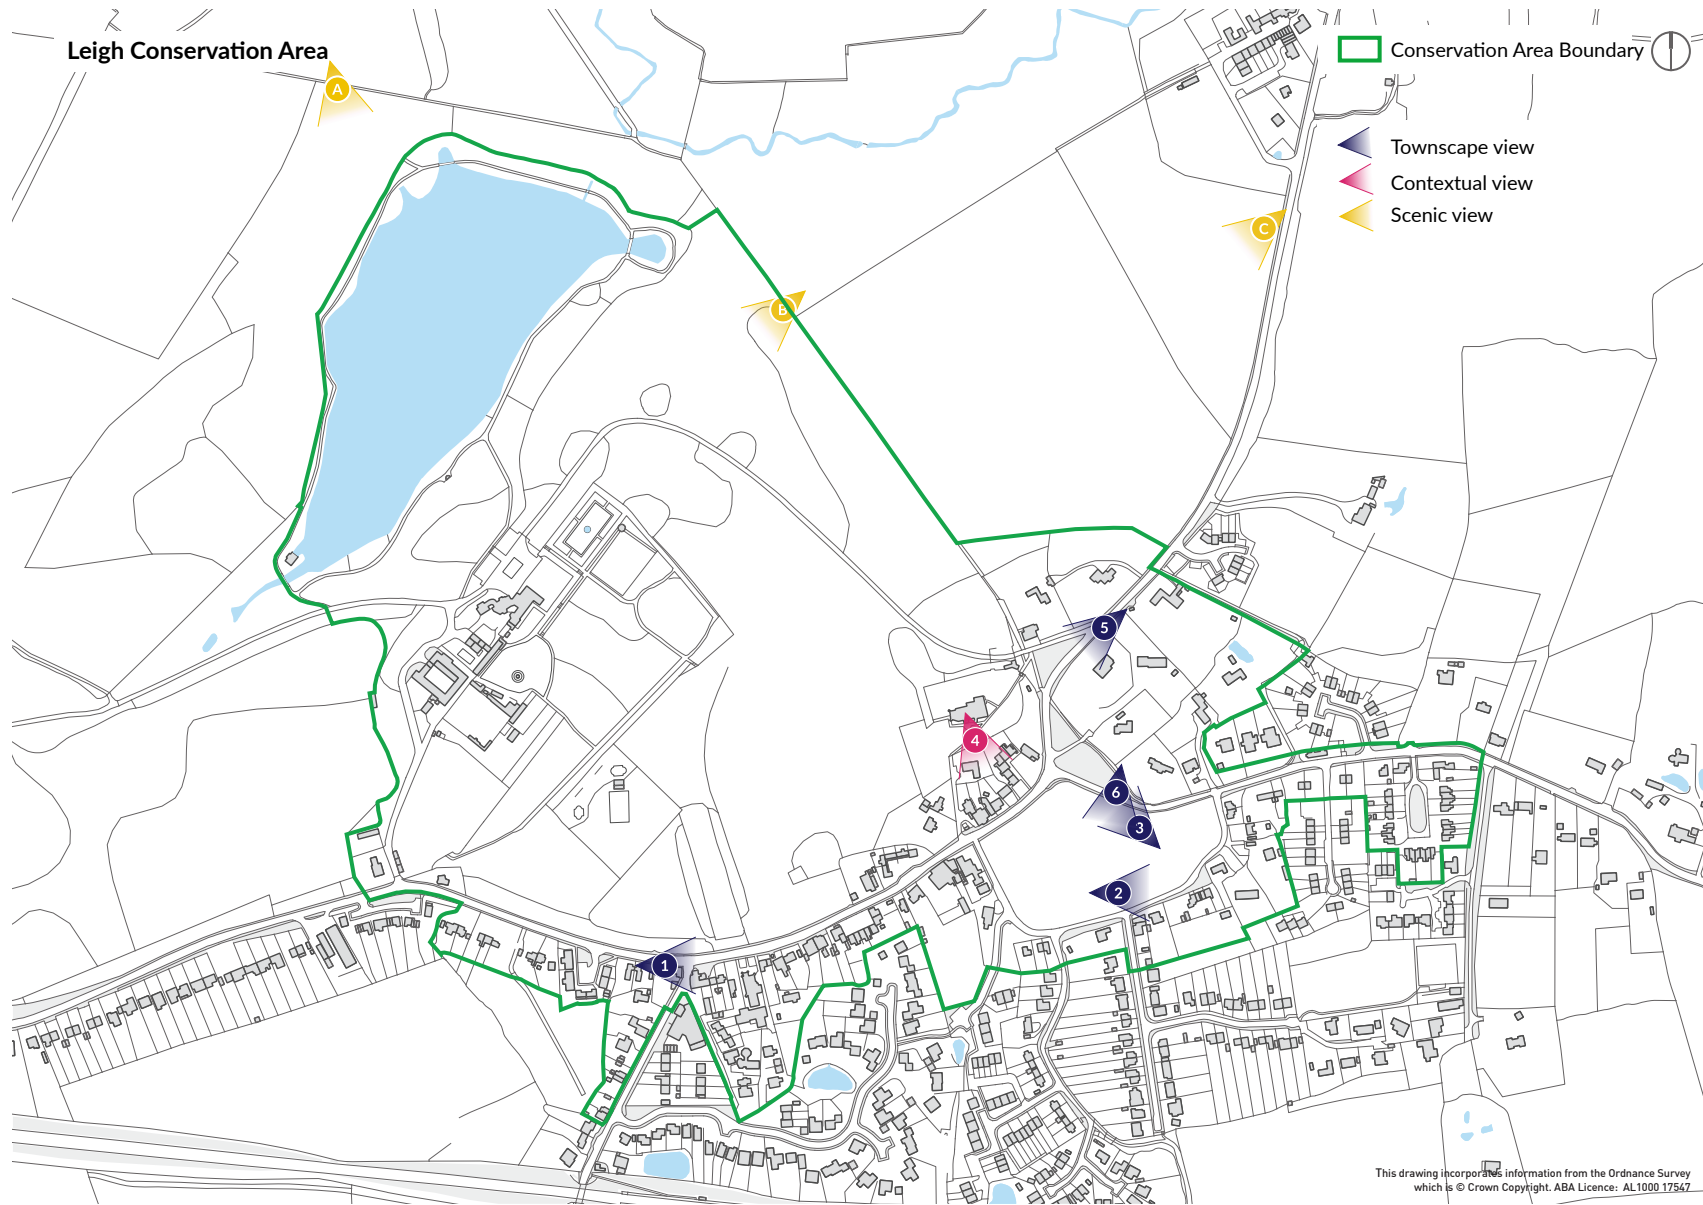 Leigh Conservation Area
Conservation Area Boundary
Townscape view
Contextual view
Scenic view
A
B
C
5
4
6
3
2
1
This drawing incorporates information from the Ordnance Survey
which is © Crown Copyright. ABA Licence: AL1000 17547